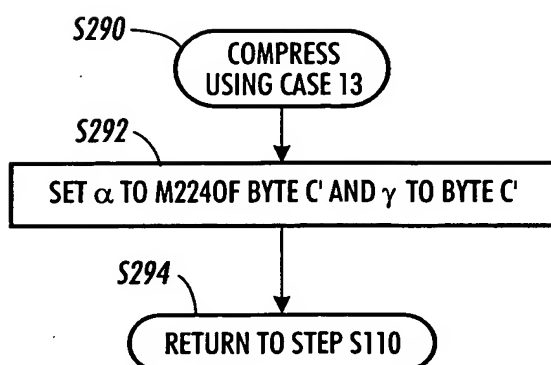 S290
COMPRESS
USING CASE 13
S292
SET α TO M224OF BYTE C' AND γ TO BYTE C'
S294
RETURN TO STEP S110